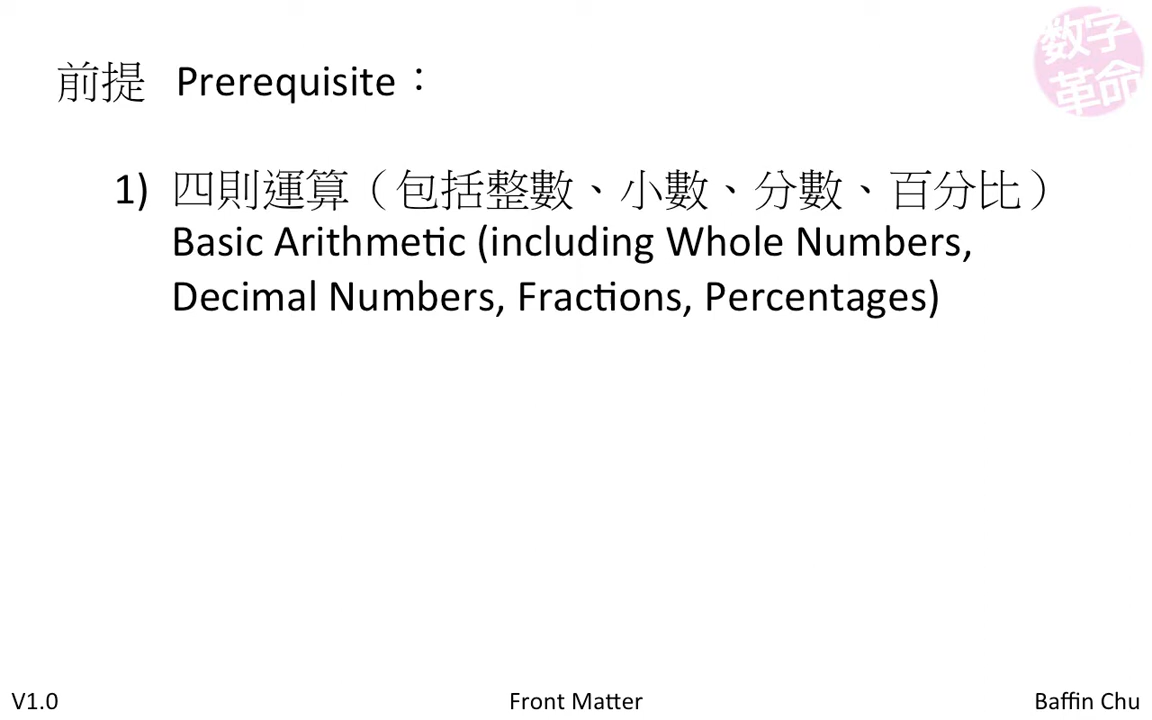 数字
革命
前提 Prerequisite：
1) 四則運算（包括整數、小數、分數、百分比）
Basic Arithmetic (including Whole Numbers,
Decimal Numbers, Fractions, Percentages)
V1.0 Front Matter Baffin Chu